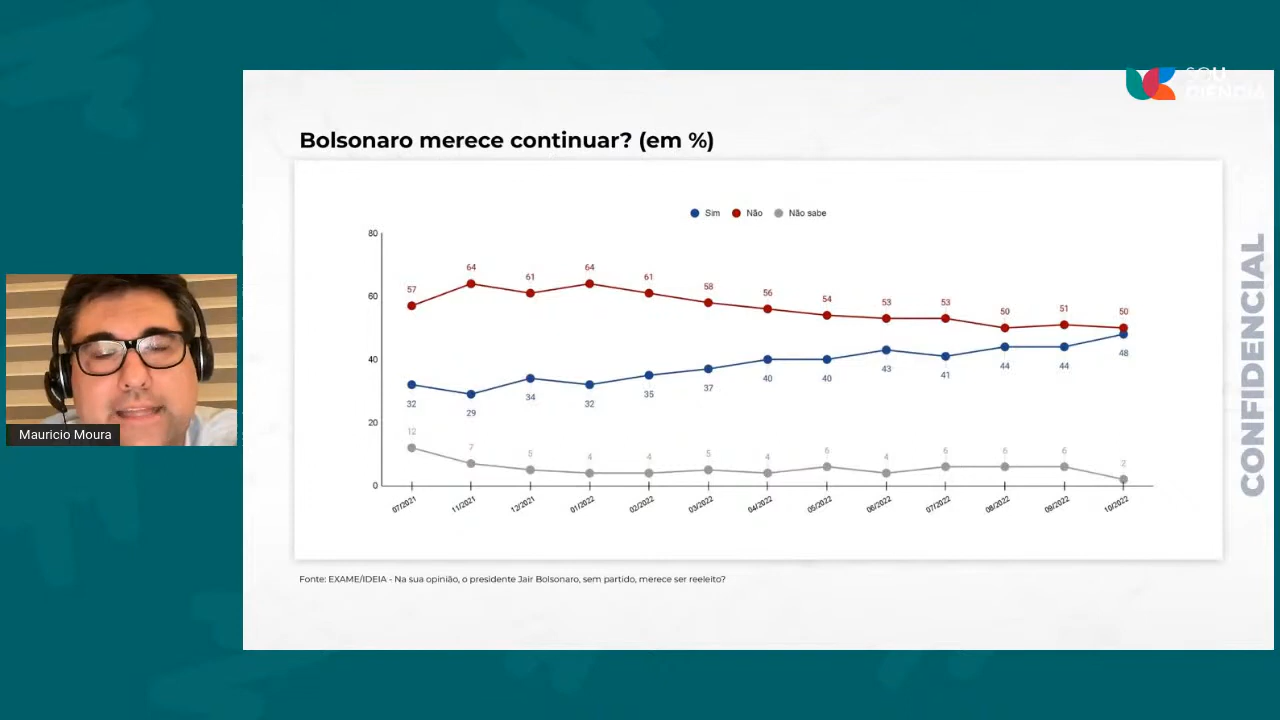 SOU
CIÊNCIA
Bolsonaro merece continuar? (em %)
Sim Não Não sabe
80
60
40
20
0
57 64 61 64 61 58 56 54 53 53 50 51 50
32 29 34 32 35 37 40 40 43 41 44 44 48
12 7 5 4 4 5 4 6 4 6 6 6 2
07/2021 11/2021 12/2021 01/2022 02/2022 03/2022 04/2022 05/2022 06/2022 07/2022 08/2022 09/2022 10/2022
Fonte: EXAME/IDEIA - Na sua opinião, o presidente Jair Bolsonaro, sem partido, merece ser reeleito?
CONFIDENCIAL
Mauricio Moura